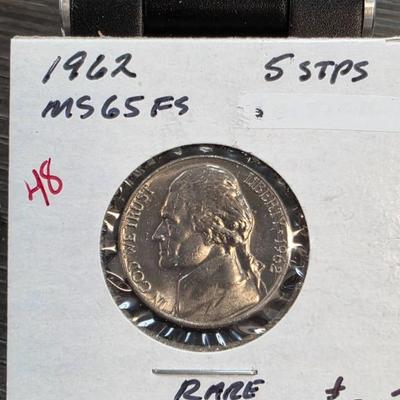 1962 5 STPS
MS65FS
48
IN GOD WE TRUST
LIBERTY ★ 1962
RARE